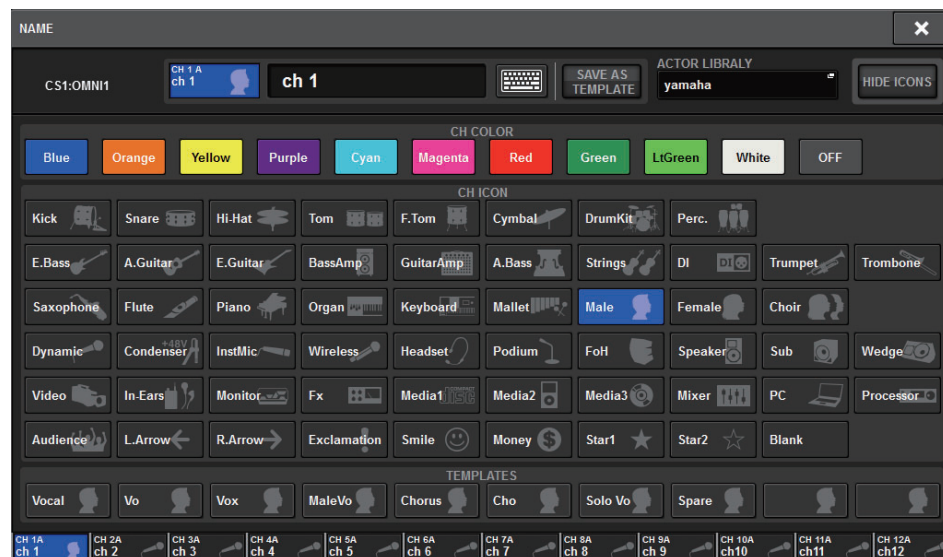 NAME
CS1:OMNI1
CH 1 A
ch 1
ch 1
SAVE AS
TEMPLATE
ACTOR LIBRALY
yamaha
HIDE ICONS
CH COLOR
Blue Orange Yellow Purple Cyan Magenta Red Green LtGreen White OFF
CH ICON
Kick Snare Hi-Hat Tom F.Tom Cymbal DrumKit Perc.
E.Bass A.Guitar E.Guitar BassAmp GuitarAmp A.Bass Strings DI DI Trumpet Trombone
Saxophone Flute Piano Organ Keyboard Mallet Male Female Choir
Dynamic Condenser +48V InstMic Wireless Headset Podium FoH Speaker Sub Wedge
Video In-Ears Monitor Fx Media1 Media2 Media3 Mixer PC Processor
Audience L.Arrow R.Arrow Exclamation Smile Money $ Star1 Star2 Blank
TEMPLATES
Vocal Vo Vox MaleVo Chorus Cho Solo Vo Spare
CH 1A CH 2A CH 3A CH 4A CH 5A CH 6A CH 7A CH 8A CH 9A CH 10A CH 11A CH 12A
ch 1 ch 2 ch 3 ch 4 ch 5 ch 6 ch 7 ch 8 ch 9 ch10 ch11 ch12